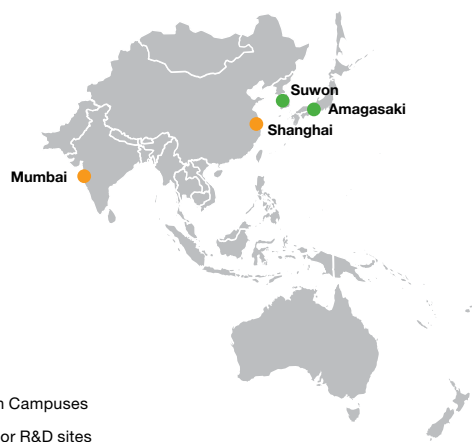 Suwon
Amagasaki
Shanghai
Mumbai
Campuses
or R&D sites